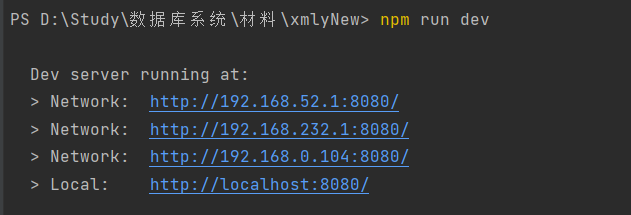 PS D:\Study\数据库系统\材料\xmlyNew> npm run dev
Dev server running at:
> Network:  http://192.168.52.1:8080/
> Network:  http://192.168.232.1:8080/
> Network:  http://192.168.0.104:8080/
> Local:    http://localhost:8080/